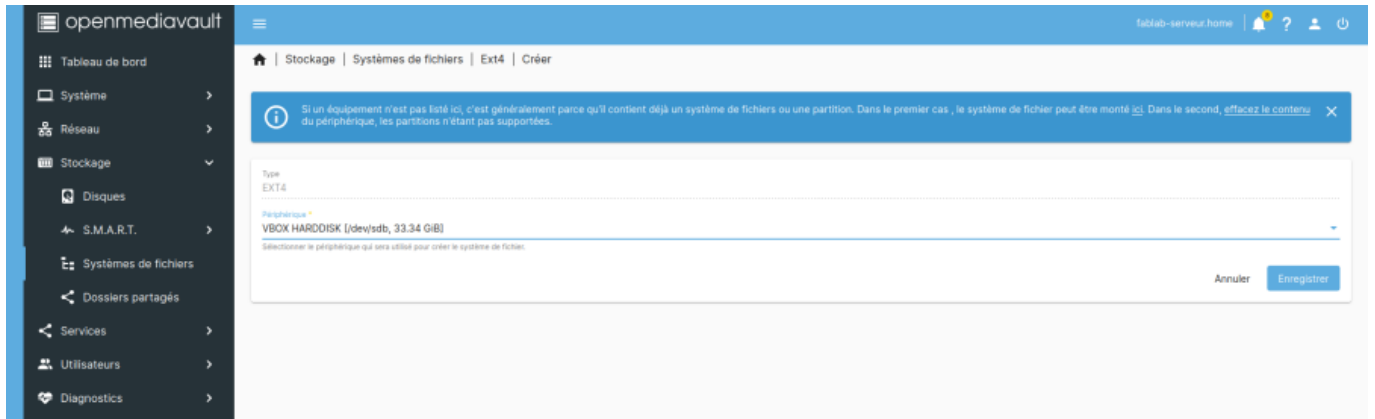 openmediavault
fablab-serveur.home
Tableau de bord
Stockage | Systèmes de fichiers | Ext4 | Créer
Système
Réseau
Stockage
Disques
S.M.A.R.T.
Systèmes de fichiers
Dossiers partagés
Services
Utilisateurs
Diagnostics
Si un équipement n'est pas listé ici, c'est généralement parce qu'il contient déjà un système de fichiers ou une partition. Dans le premier cas , le système de fichier peut être monté ici. Dans le second, effacez le contenu
du périphérique, les partitions n'étant pas supportées.
Type
EXT4
Périphérique *
VBOX HARDDISK [/dev/sdb, 33.34 GiB]
Sélectionner le périphérique qui sera utilisé pour créer le système de fichier.
Annuler
Enregistrer